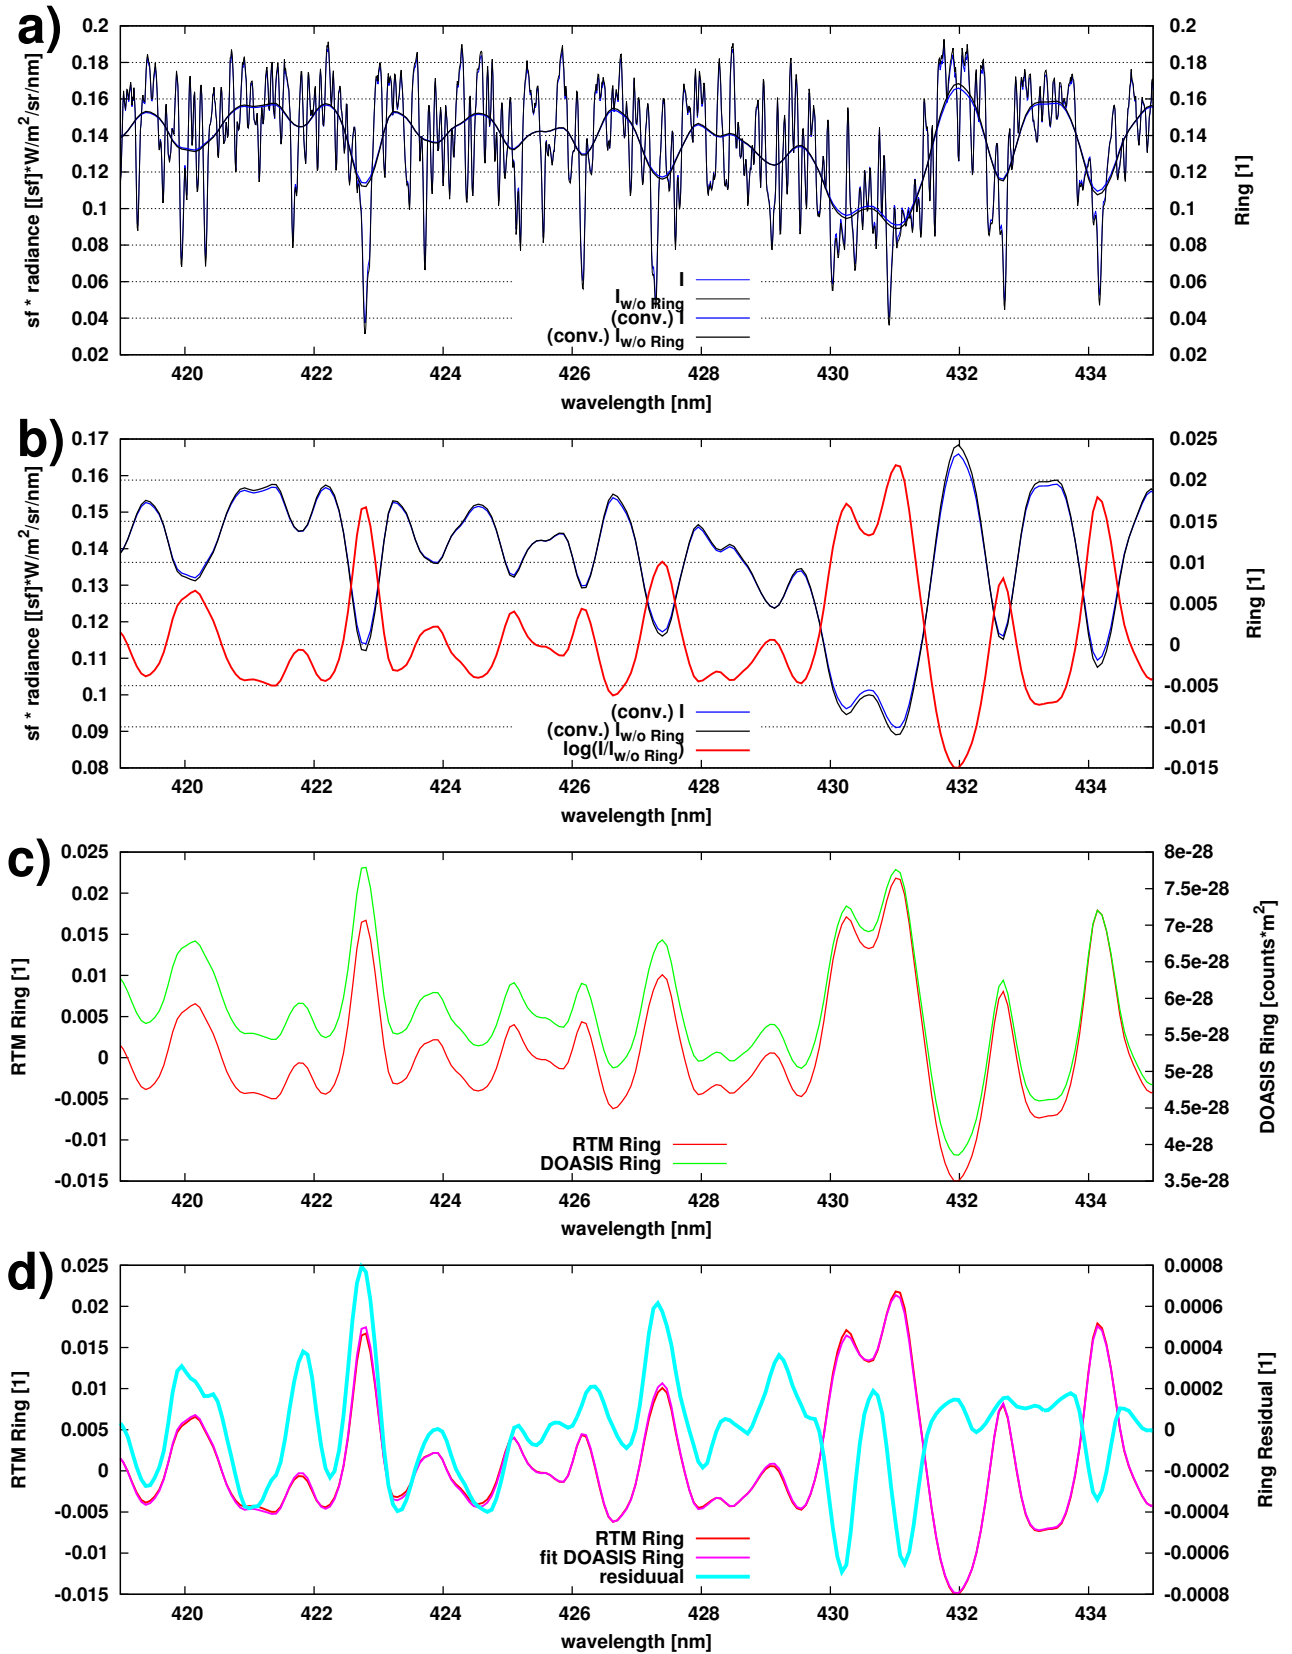 a)
0.2
0.18
0.16
0.14
0.12
0.1
0.08
0.06
0.04
0.02
sf * radiance [[sf]*W/m2/sr/nm]
0.2
0.18
0.16
0.14
0.12
0.1
0.08
0.06
0.04
0.02
Ring [1]
I
Iw/o Ring
(conv.) I
(conv.) Iw/o Ring
420 422 424 426 428 430 432 434
wavelength [nm]
b)
0.17
0.16
0.15
0.14
0.13
0.12
0.11
0.1
0.09
0.08
sf * radiance [[sf]*W/m2/sr/nm]
0.025
0.02
0.015
0.01
0.005
0
-0.005
-0.01
-0.015
Ring [1]
(conv.) I
(conv.) Iw/o Ring
log(I/Iw/o Ring)
420 422 424 426 428 430 432 434
wavelength [nm]
c)
0.025
0.02
0.015
0.01
0.005
0
-0.005
-0.01
-0.015
RTM Ring [1]
8e-28
7.5e-28
7e-28
6.5e-28
6e-28
5.5e-28
5e-28
4.5e-28
4e-28
3.5e-28
DOASIS Ring [counts*m2]
RTM Ring
DOASIS Ring
420 422 424 426 428 430 432 434
wavelength [nm]
d)
0.025
0.02
0.015
0.01
0.005
0
-0.005
-0.01
-0.015
RTM Ring [1]
0.0008
0.0006
0.0004
0.0002
0
-0.0002
-0.0004
-0.0006
-0.0008
Ring Residual [1]
RTM Ring
fit DOASIS Ring
residuual
420 422 424 426 428 430 432 434
wavelength [nm]